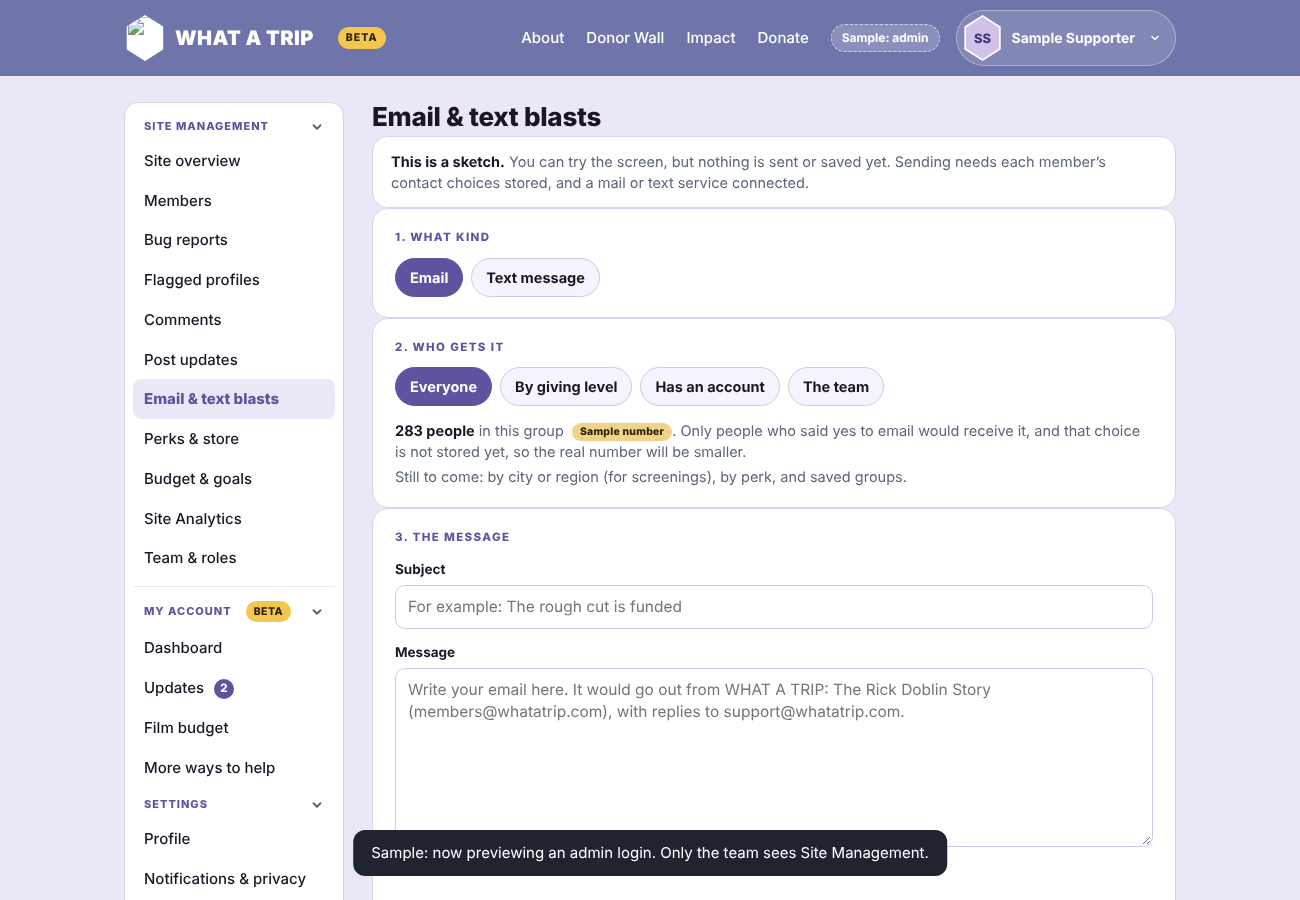 WHAT A TRIP
BETA
About
Donor Wall
Impact
Donate
Sample: admin
SS
Sample Supporter
SITE MANAGEMENT
Site overview
Members
Bug reports
Flagged profiles
Comments
Post updates
Email & text blasts
Perks & store
Budget & goals
Site Analytics
Team & roles
MY ACCOUNT BETA
Dashboard
Updates 2
Film budget
More ways to help
SETTINGS
Profile
Notifications & privacy
Email & text blasts
This is a sketch. You can try the screen, but nothing is sent or saved yet. Sending needs each member’s
contact choices stored, and a mail or text service connected.
1. WHAT KIND
Email
Text message
2. WHO GETS IT
Everyone
By giving level
Has an account
The team
283 people in this group Sample number. Only people who said yes to email would receive it, and that choice
is not stored yet, so the real number will be smaller.
Still to come: by city or region (for screenings), by perk, and saved groups.
3. THE MESSAGE
Subject
For example: The rough cut is funded
Message
Write your email here. It would go out from WHAT A TRIP: The Rick Doblin Story
(members@whatatrip.com), with replies to support@whatatrip.com.
Sample: now previewing an admin login. Only the team sees Site Management.